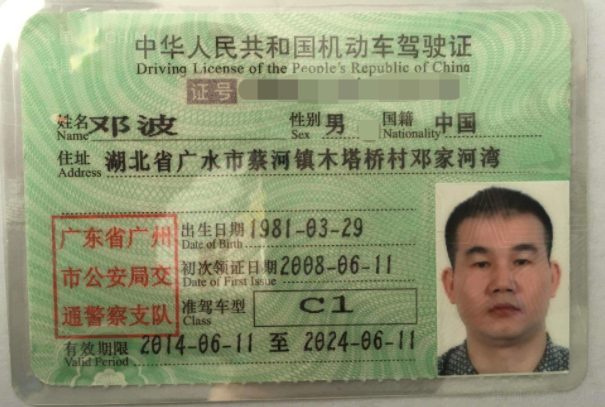 中华人民共和国机动车驾驶证
Driving License of the People's Republic of China
证号
姓名 邓波 性别 男 国籍 中国
Name Sex Nationality
住址 湖北省广水市蔡河镇木塔桥村邓家河湾
Address
广东省广州
市公安局交
通警察支队
出生日期 1981-03-29
Date of Birth
初次领证日期 2008-06-11
Date of First Issue
准驾车型 C1
Class
有效期限 2014-06-11 至 2024-06-11
Valid Period